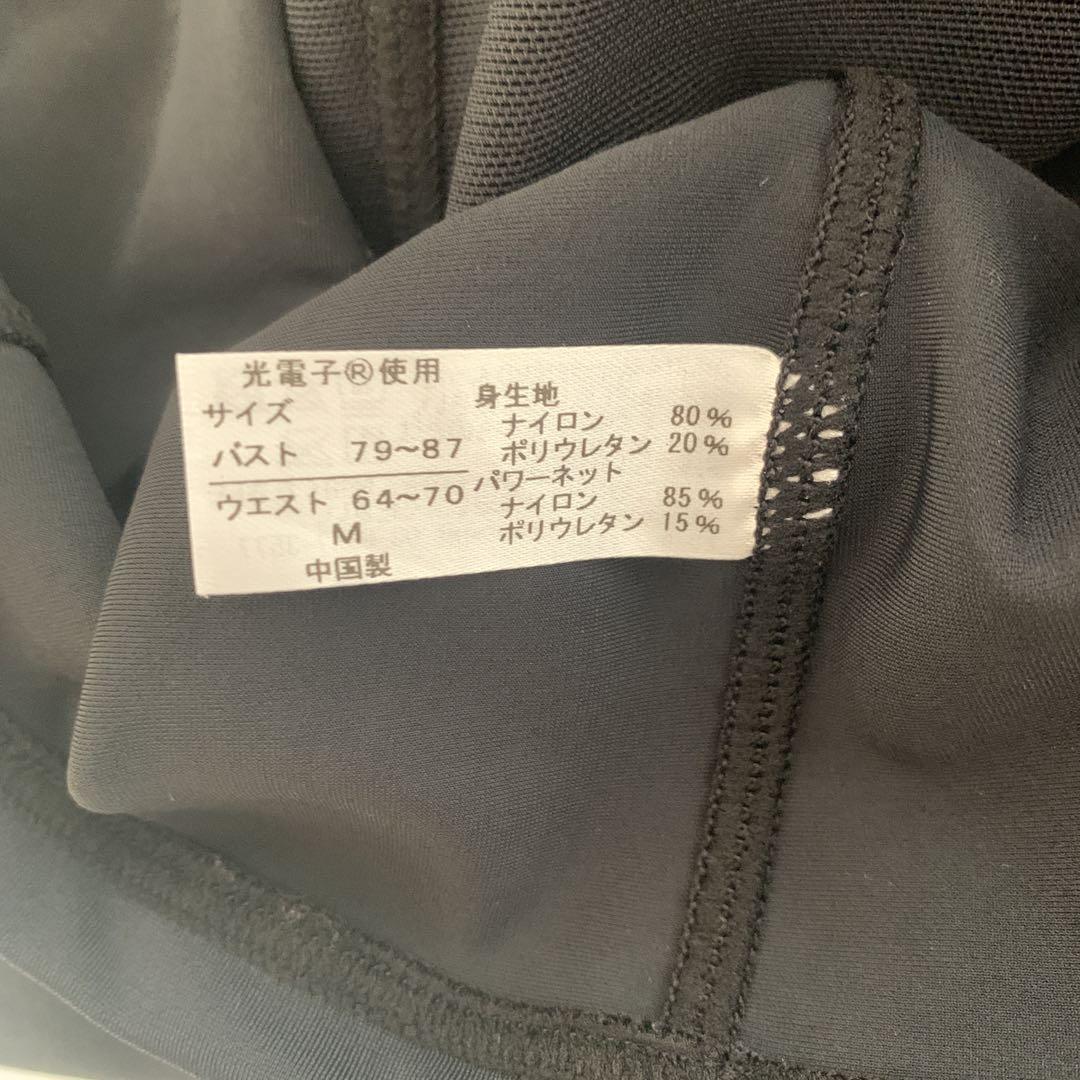 光電子®使用
サイズ
バスト 79〜87
ウエスト 64〜70
M
中国製
身生地
ナイロン 80%
ポリウレタン 20%
パワーネット
ナイロン 85%
ポリウレタン 15%